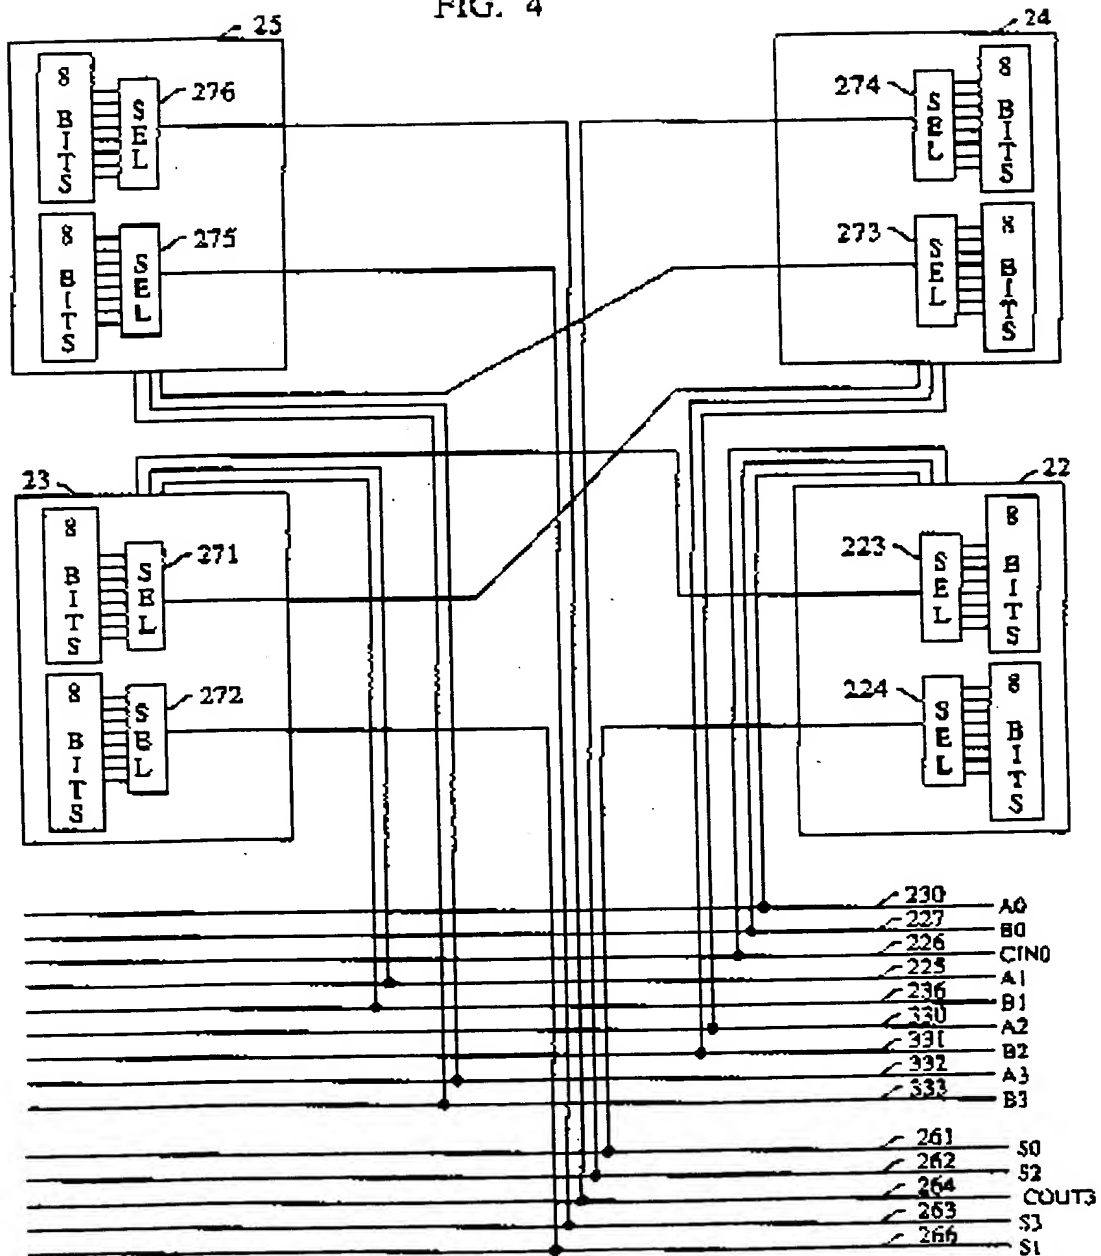 FIG. 4
25
24
8 BITS
SEL
276
274
SEL
8 BITS
8 BITS
SEL
275
273
SEL
8 BITS
23
22
8 BITS
SEL
271
223
SEL
8 BITS
8 BITS
SEL
272
224
SEL
8 BITS
230 A0
227 B0
226 CIN0
225 A1
236 B1
330 A2
331 B2
332 A3
333 B3
261 S0
262 S2
264 COUT3
263 S3
266 S1